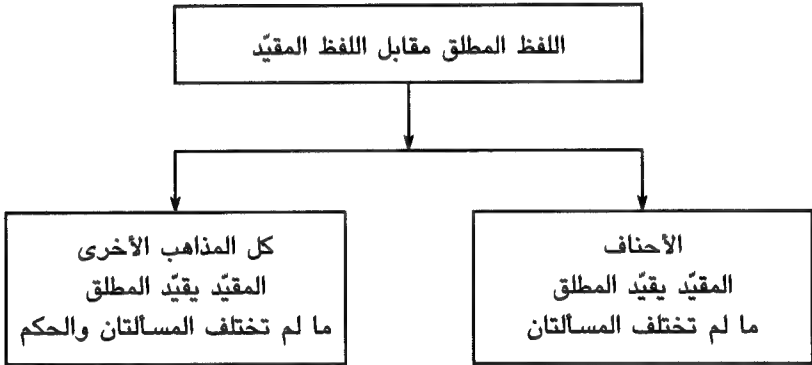 اللفظ المطلق مقابل اللفظ المقيّد
الأحناف
المقيّد يقيّد المطلق
ما لم تختلف المسألتان
كل المذاهب الأخرى
المقيّد يقيّد المطلق
ما لم تختلف المسألتان والحكم